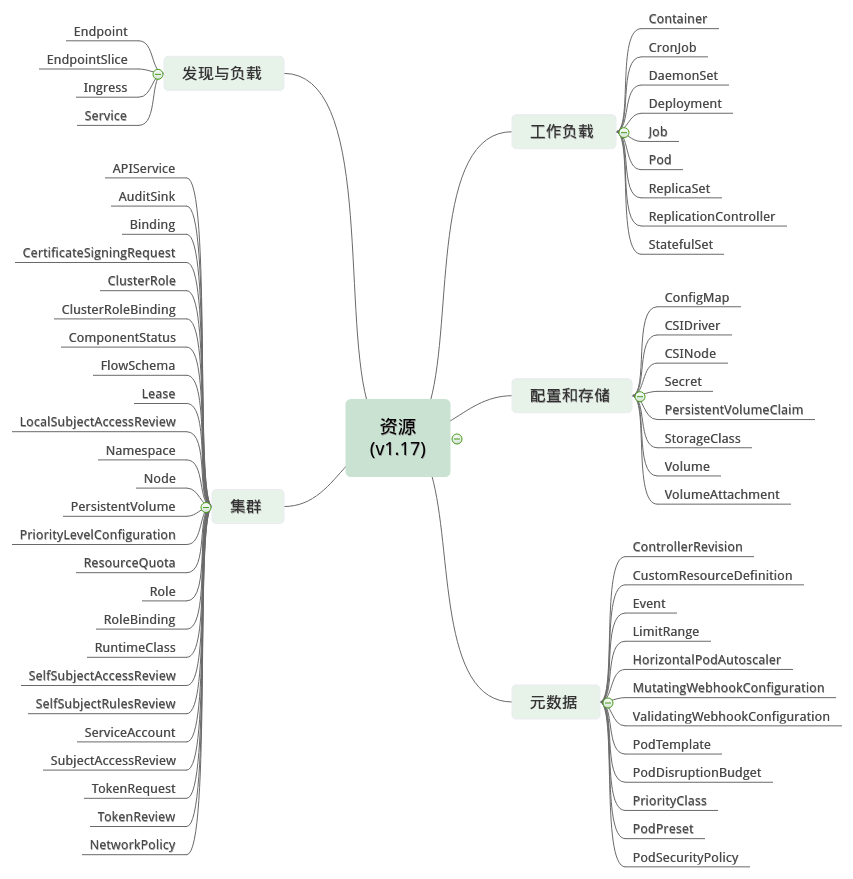 资源
(v1.17)
发现与负载
Endpoint
EndpointSlice
Ingress
Service
集群
APIService
AuditSink
Binding
CertificateSigningRequest
ClusterRole
ClusterRoleBinding
ComponentStatus
FlowSchema
Lease
LocalSubjectAccessReview
Namespace
Node
PersistentVolume
PriorityLevelConfiguration
ResourceQuota
Role
RoleBinding
RuntimeClass
SelfSubjectAccessReview
SelfSubjectRulesReview
ServiceAccount
SubjectAccessReview
TokenRequest
TokenReview
NetworkPolicy
工作负载
Container
CronJob
DaemonSet
Deployment
Job
Pod
ReplicaSet
ReplicationController
StatefulSet
配置和存储
ConfigMap
CSIDriver
CSINode
Secret
PersistentVolumeClaim
StorageClass
Volume
VolumeAttachment
元数据
ControllerRevision
CustomResourceDefinition
Event
LimitRange
HorizontalPodAutoscaler
MutatingWebhookConfiguration
ValidatingWebhookConfiguration
PodTemplate
PodDisruptionBudget
PriorityClass
PodPreset
PodSecurityPolicy